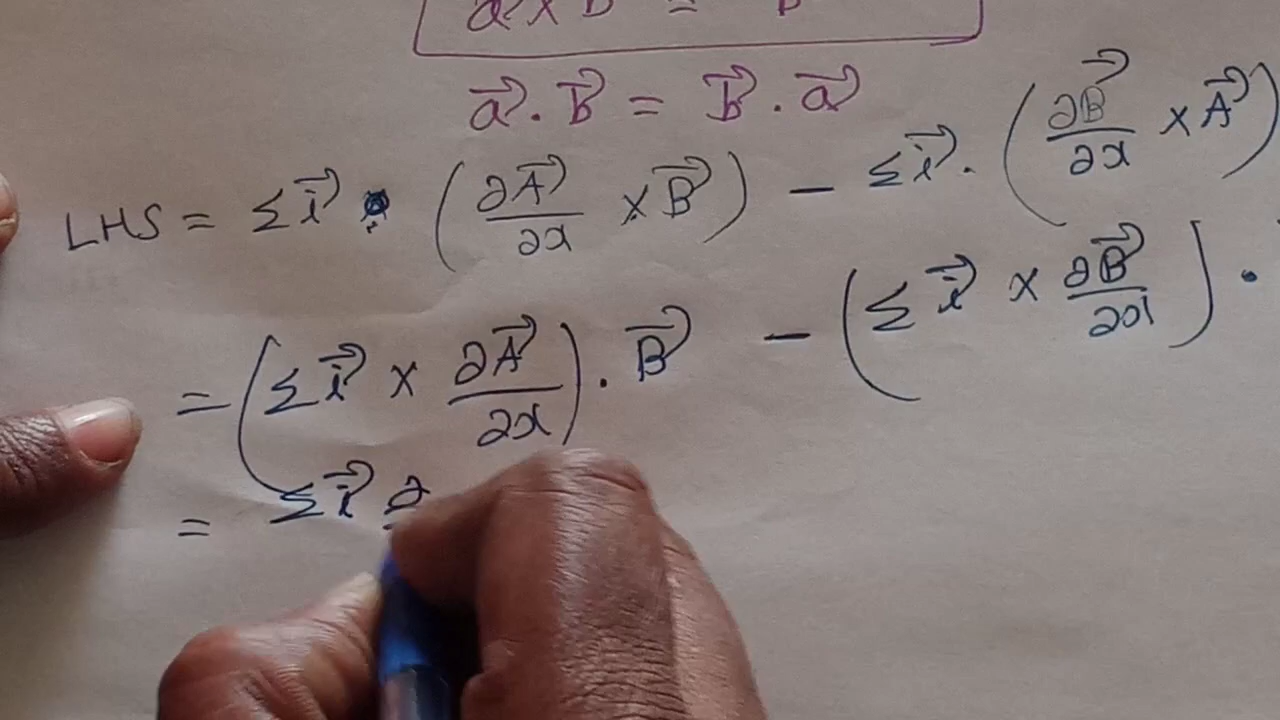 a⃗ × B⃗ = B
a⃗ . B⃗ = B⃗ . a⃗
LHS = Σ i⃗ • (∂A⃗/∂x × B⃗) − Σ i⃗ . (∂B⃗/∂x × A⃗)
= (Σ i⃗ × ∂A⃗/∂x) . B⃗ − (Σ i⃗ × ∂B⃗/∂x) .
= Σ i⃗ ∂